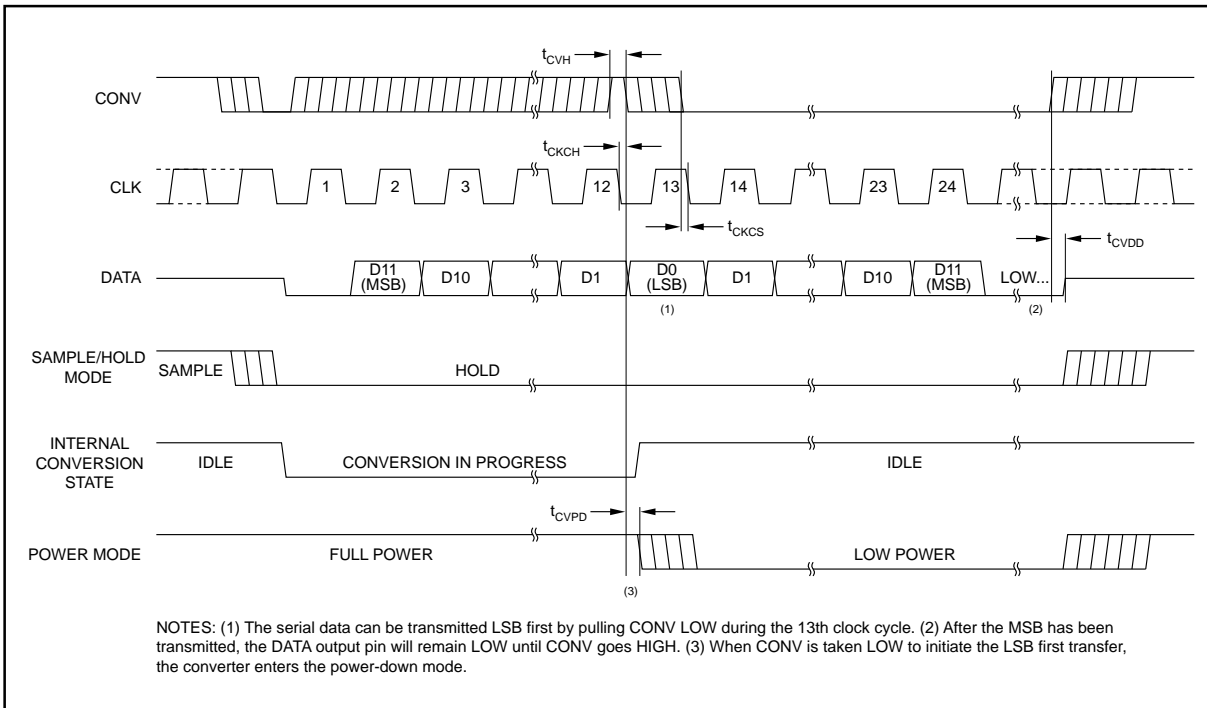 tCVH
CONV
tCKCH
CLK
1 2 3 12 13 14 23 24
tCKCS
tCVDD
DATA
D11 (MSB) D10 D1 D0 (LSB) D1 D10 D11 (MSB) LOW...
(1) (2)
SAMPLE/HOLD
MODE
SAMPLE HOLD
INTERNAL
CONVERSION
STATE
IDLE CONVERSION IN PROGRESS IDLE
tCVPD
POWER MODE
FULL POWER LOW POWER
(3)
NOTES: (1) The serial data can be transmitted LSB first by pulling CONV LOW during the 13th clock cycle. (2) After the MSB has been
transmitted, the DATA output pin will remain LOW until CONV goes HIGH. (3) When CONV is taken LOW to initiate the LSB first transfer,
the converter enters the power-down mode.